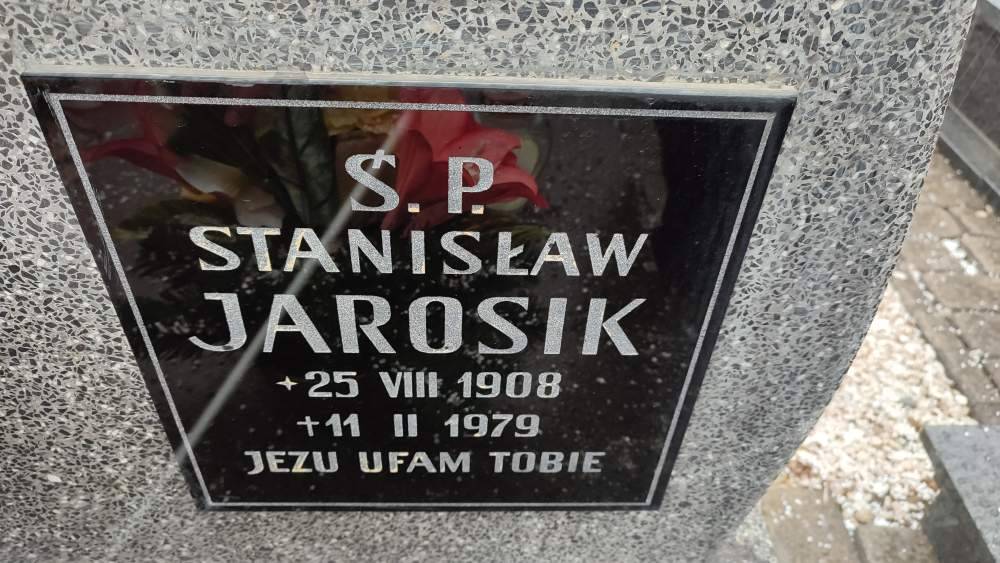 Ś. P.
STANISŁAW
JAROSIK
✦ 25 VIII 1908
† 11 II 1979
JEZU UFAM TOBIE